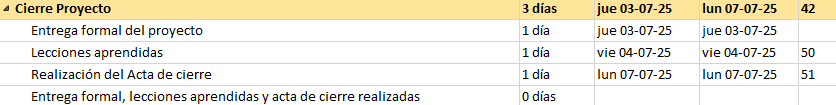 Cierre Proyecto 3 días jue 03-07-25 lun 07-07-25 42
Entrega formal del proyecto 1 día jue 03-07-25 jue 03-07-25
Lecciones aprendidas 1 día vie 04-07-25 vie 04-07-25 50
Realización del Acta de cierre 1 día lun 07-07-25 lun 07-07-25 51
Entrega formal, lecciones aprendidas y acta de cierre realizadas 0 días